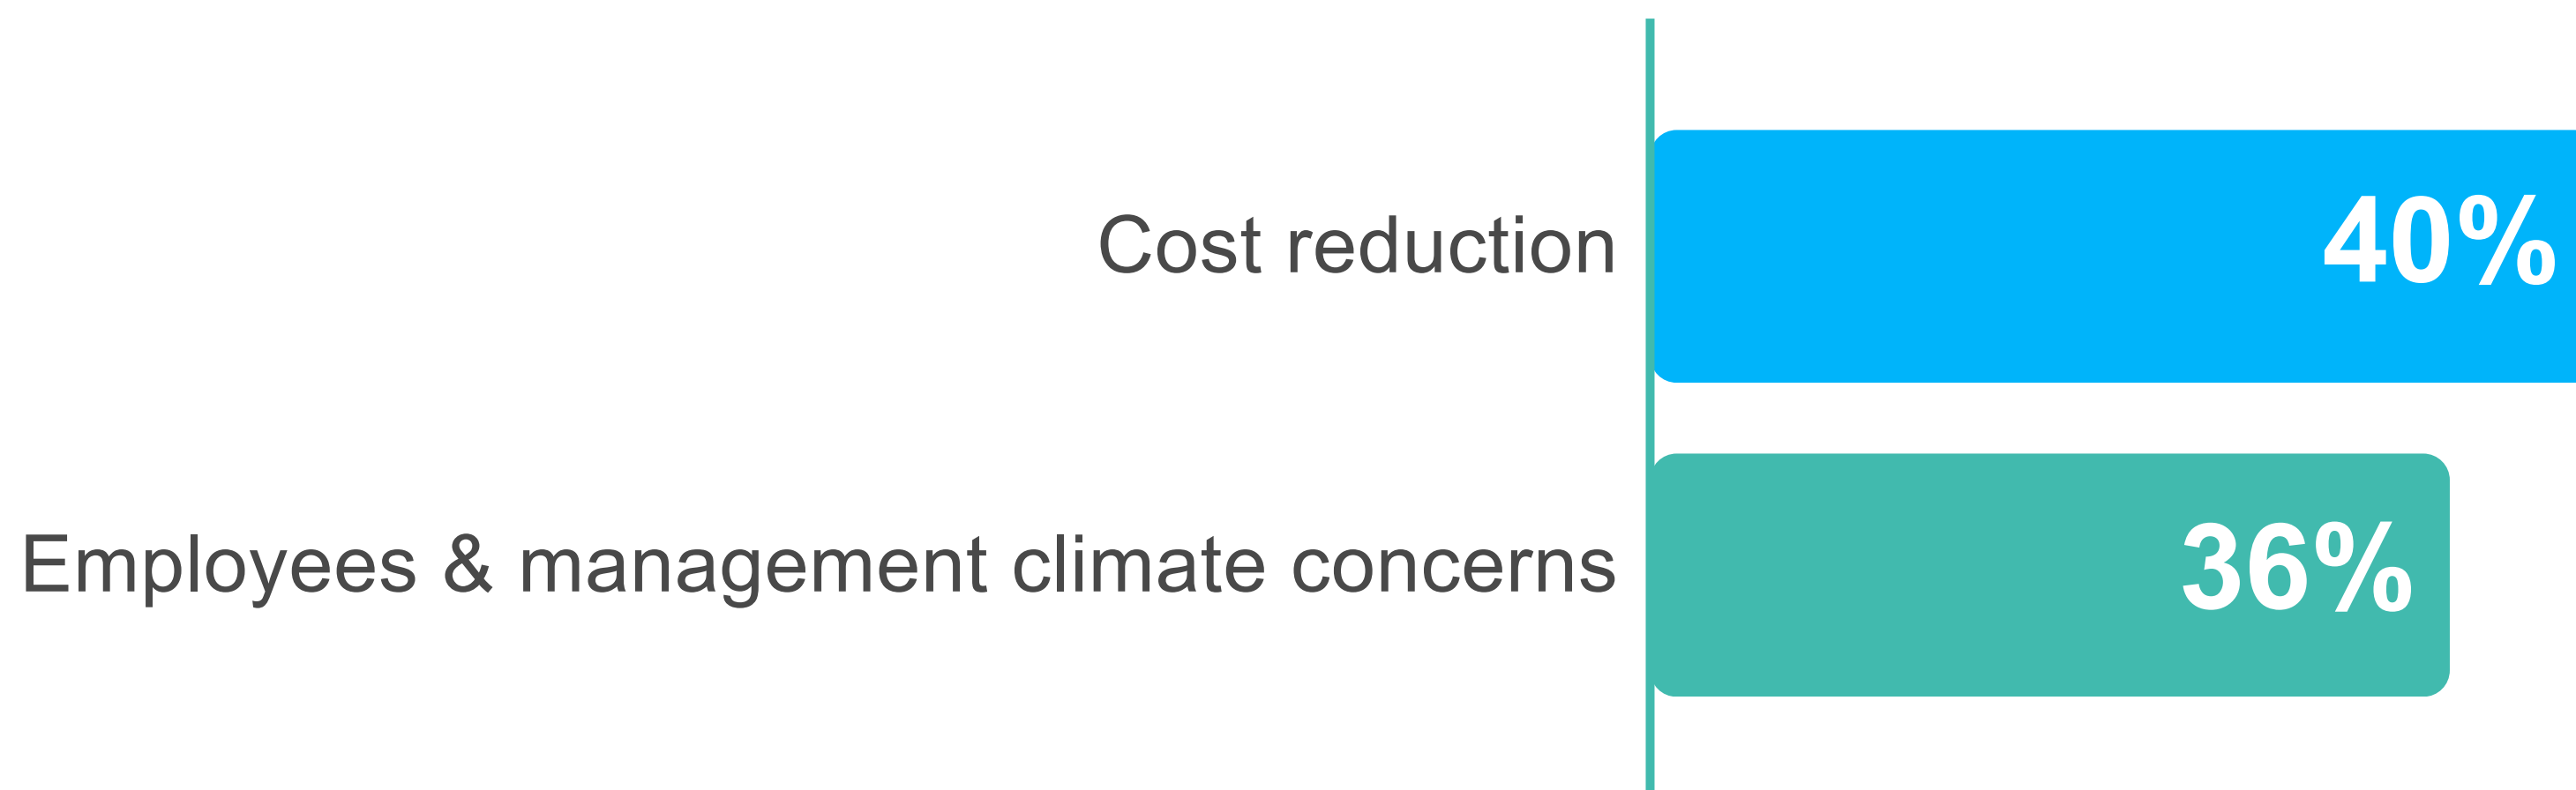 Cost reduction 40%
Employees & management climate concerns 36%